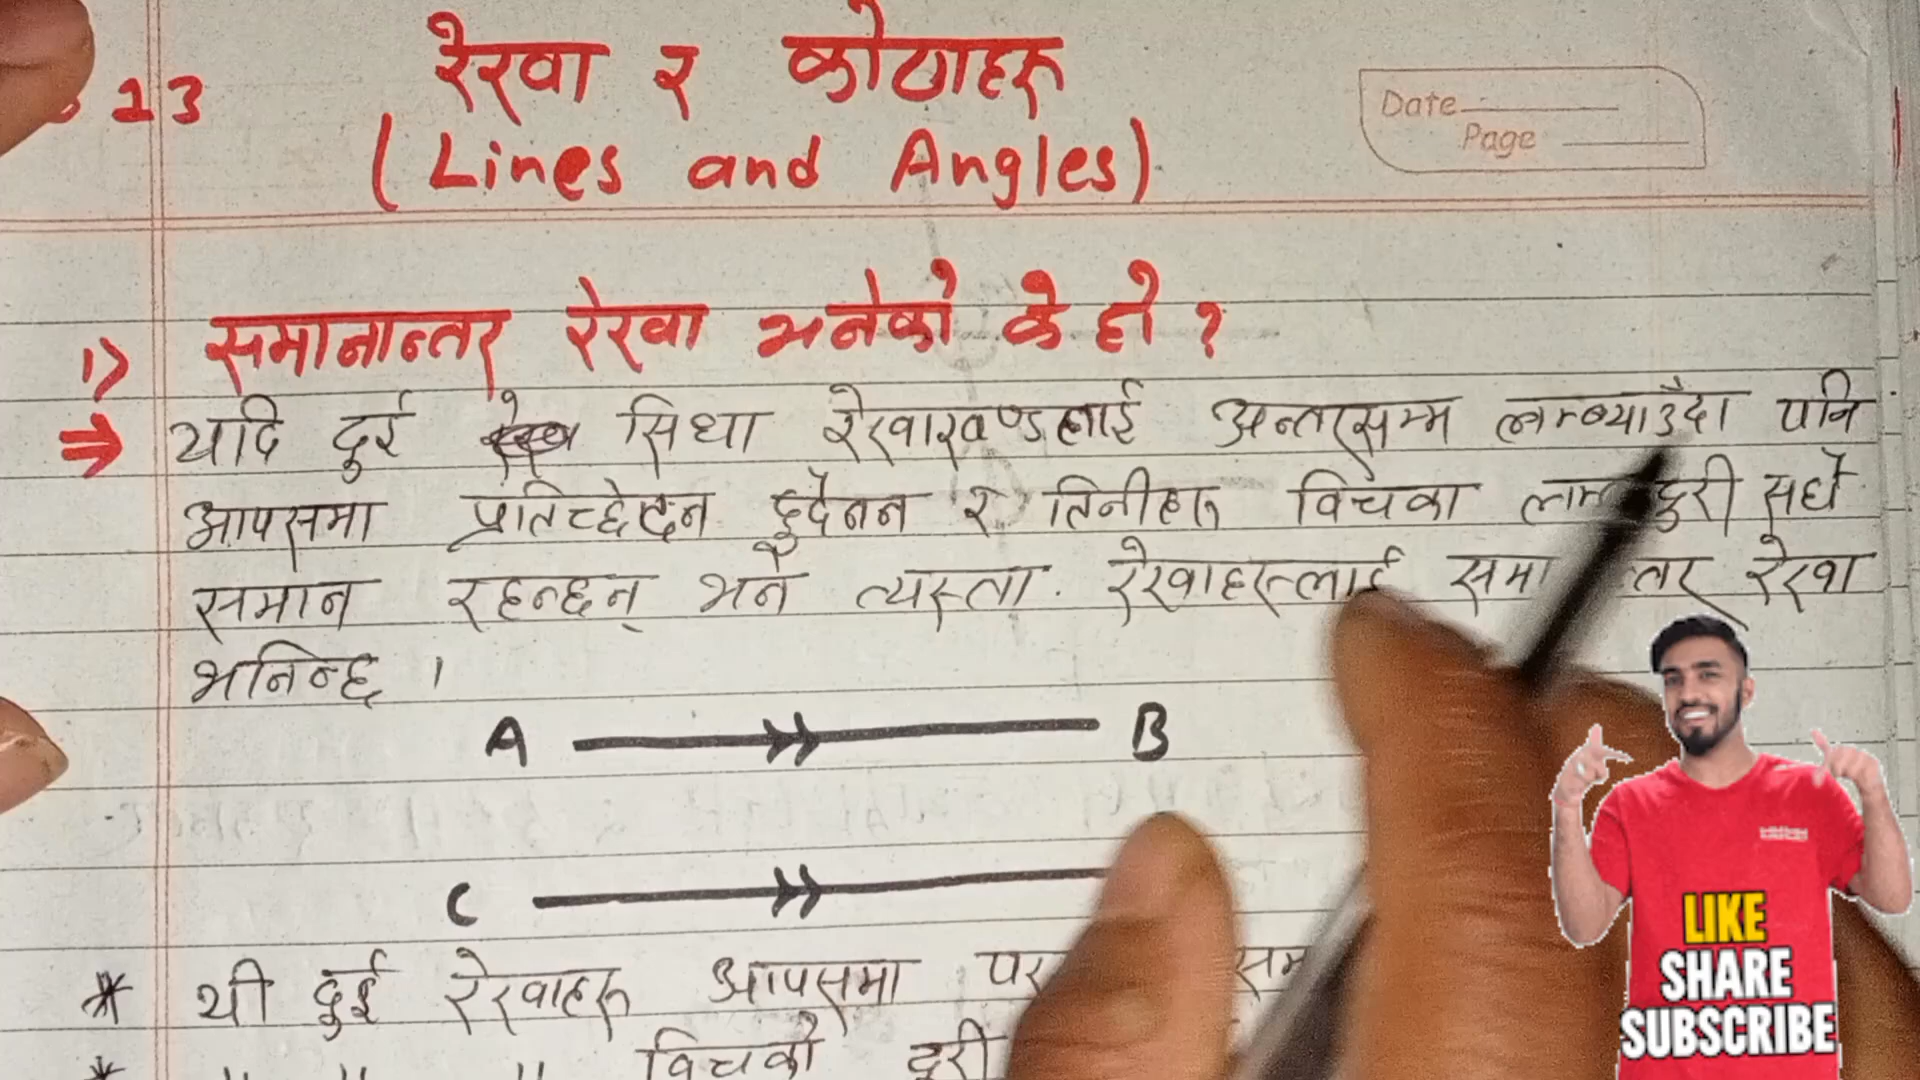 23
रेखा र कोणहरू
(Lines and Angles)
Date
Page
1) समानान्तर रेखा भनेको के हो ?
⇒ यदि दुई सिधा रेखाखण्डलाई अन्तसम्म लम्ब्याउँदा पनि
आपसमा प्रतिच्छेदन हुदैनन र तिनीहरु विचका दुरी सधैं
समान रहन्छन् भने त्यस्ता रेखाहरूलाई रेखा
भनिन्छ ।
A B
C
* यी दुई रेखाहरू आपसमा
* " " " विचको दूरी
LIKE
SHARE
SUBSCRIBE